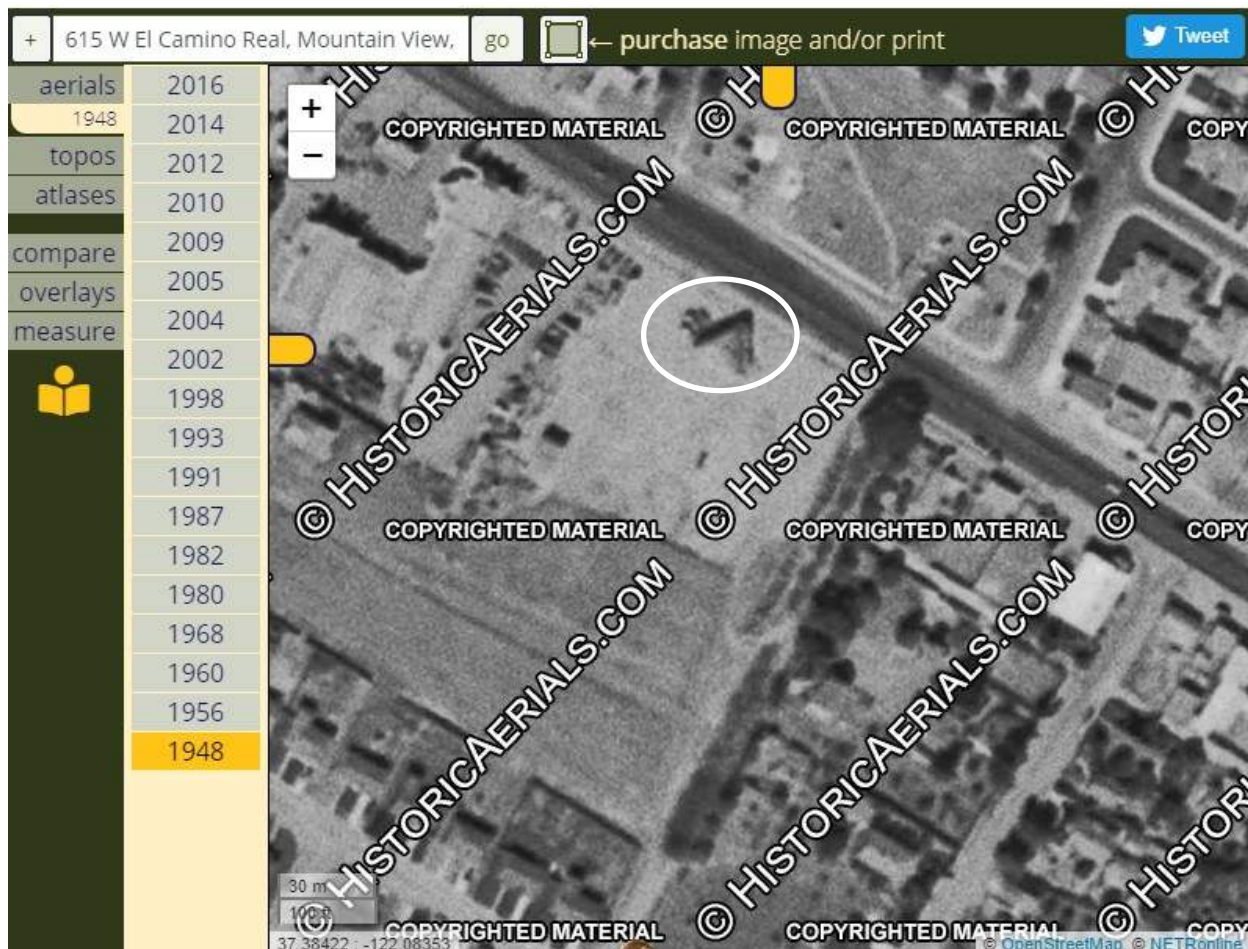 + 615 W El Camino Real, Mountain View, go ← purchase image and/or print Tweet
aerials
1948
topos
atlases
compare
overlays
measure
2016
2014
2012
2010
2009
2005
2004
2002
1998
1993
1991
1987
1982
1980
1968
1960
1956
1948
+
−
COPYRIGHTED MATERIAL
COPYRIGHTED MATERIAL
COPY
© HISTORICAERIALS.COM
© HISTORICAERIALS.COM
COPYRIGHTED MATERIAL
COPYRIGHTED MATERIAL
COPY
© HISTORICAERIALS.COM
© HISTORICAERIALS.COM
30 m
100 ft
COPYRIGHTED MATERIAL
COPYRIGHTED MATERIAL
37.38422 : -122.08353
© OpenStreetMap, © NETRonline